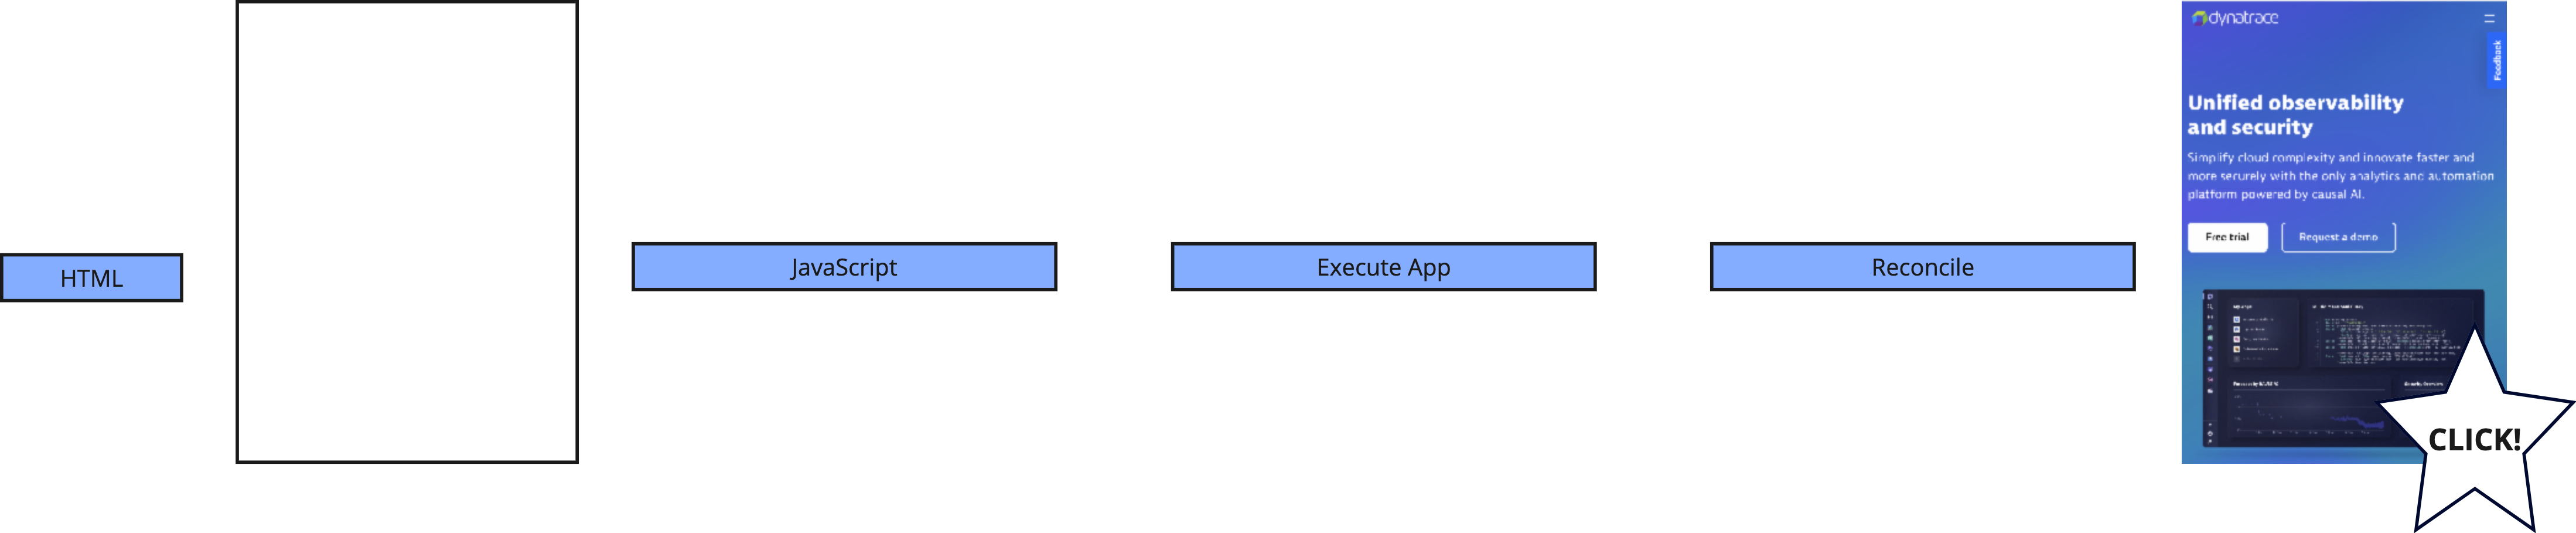 HTML
JavaScript
Execute App
Reconcile
dynatrace
Feedback
Unified observability
and security
Simplify cloud complexity and innovate faster and
more securely with the only analytics and automation
platform powered by causal AI.
Free trial
Request a demo
CLICK!